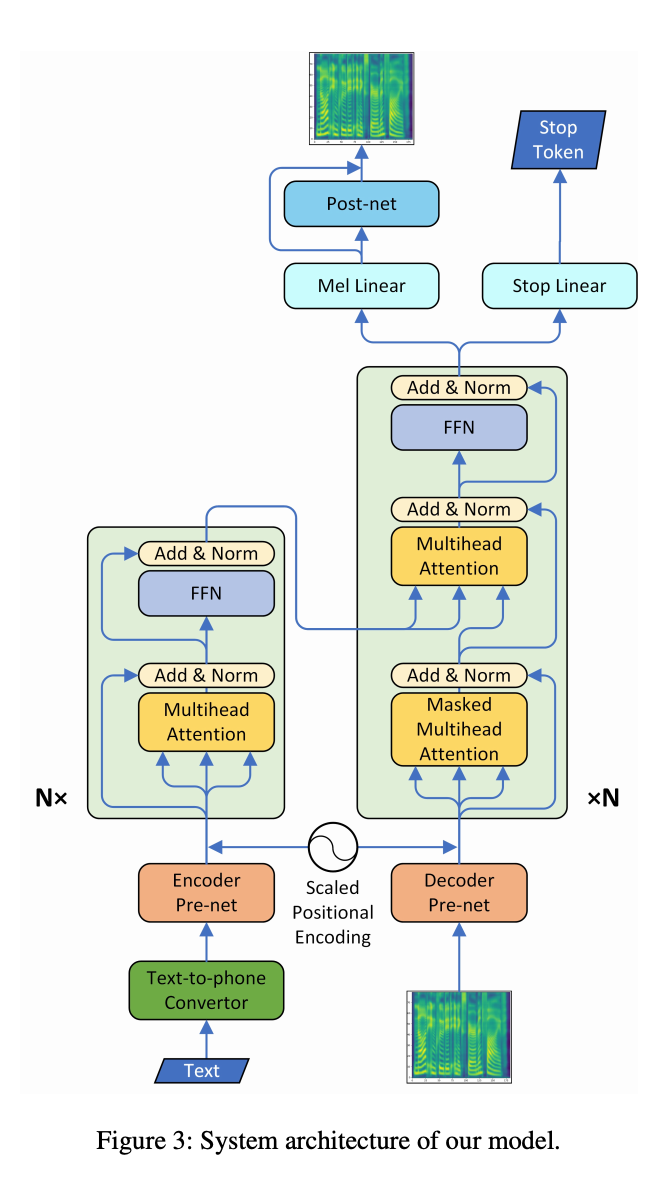 Stop
Token
Post-net
Mel Linear
Stop Linear
Add & Norm
FFN
Add & Norm
Multihead
Attention
Add & Norm
Masked
Multihead
Attention
×N
Add & Norm
FFN
Add & Norm
Multihead
Attention
N×
Encoder
Pre-net
Scaled
Positional
Encoding
Decoder
Pre-net
Text-to-phone
Convertor
Text
Figure 3: System architecture of our model.